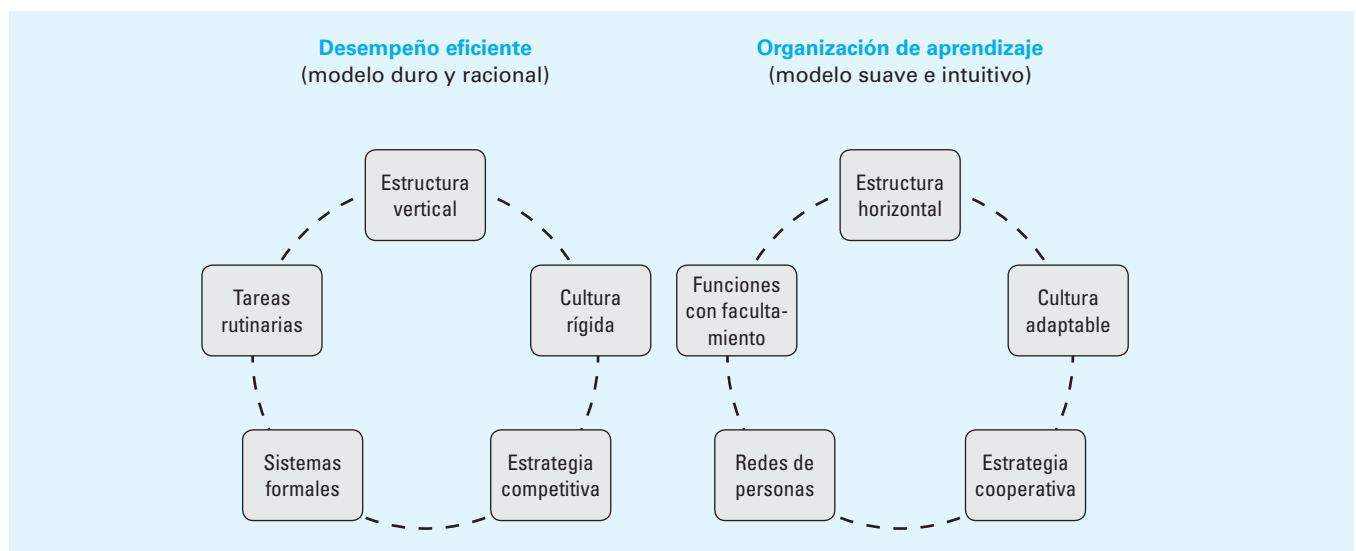 Desempeño eficiente
(modelo duro y racional)
Estructura
vertical
Tareas
rutinarias
Cultura
rígida
Sistemas
formales
Estrategia
competitiva
Organización de aprendizaje
(modelo suave e intuitivo)
Estructura
horizontal
Funciones
con faculta-
miento
Cultura
adaptable
Redes de
personas
Estrategia
cooperativa